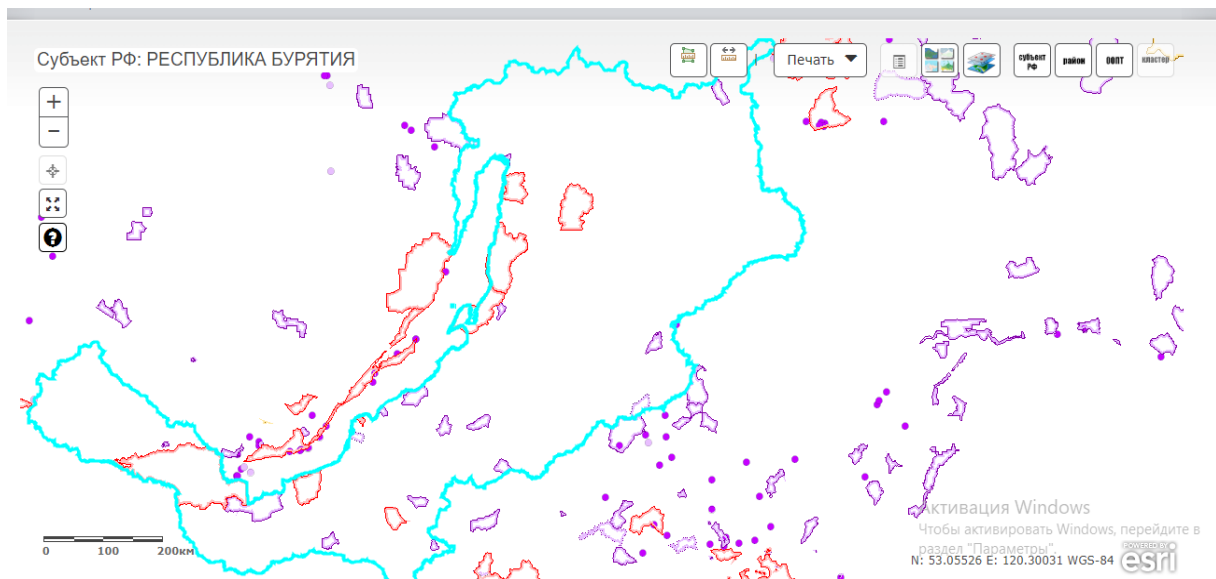 Субъект РФ: РЕСПУБЛИКА БУРЯТИЯ
Печать
субъект РФ
район
ООПТ
кластер
+
−
?
0 100 200км
Активация Windows
Чтобы активировать Windows, перейдите в
раздел "Параметры".
POWERED BY
esri
N: 53.05526 E: 120.30031 WGS-84